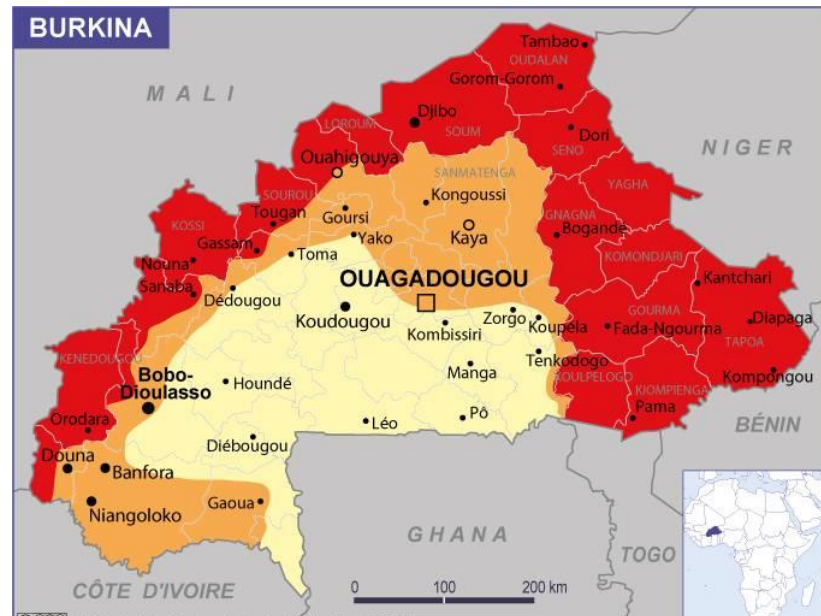 BURKINA
Tambao
OUDALAN
Gorom-Gorom
MALI
Djibo
LOROUM
SOUM
Dori
SENO
NIGER
Ouahigouya
SANMATENGA
YAGHA
SOUROU
Kongoussi
Tougan
Goursi
GNAGNA
KOSSI
Kaya
Bogande
Gassam
Yako
KOMONDJARI
Nouna
Toma
Kantchari
Sanaba
OUAGADOUGOU
Dédougou
Koudougou
Zorgo
GOURMA
Kombissiri
Koupéla
Fada-Ngourma
Diapaga
TAPOA
KENEDOUGOU
Tenkodogo
Bobo-
Dioulasso
Houndé
Manga
KOULPELOGO
Kompongou
KIOMPIENGA
Orodara
Léo
Pô
Pama
BÉNIN
Diébougou
Douna
Banfora
Niangoloko
Gaoua
GHANA
TOGO
CÔTE D'IVOIRE
0 100 200 km